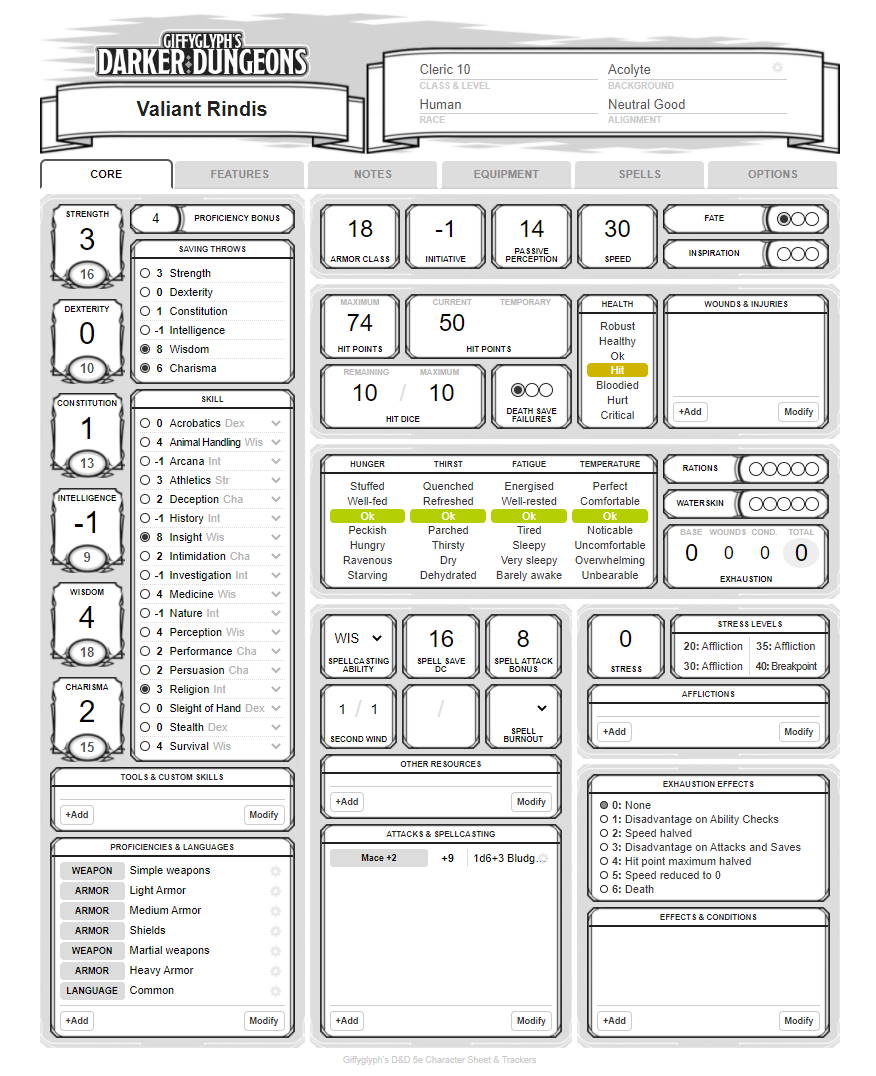 GIFFYGLYPH'S
DARKER DUNGEONS
Valiant Rindis
Cleric 10
CLASS & LEVEL
Acolyte
BACKGROUND
Human
RACE
Neutral Good
ALIGNMENT
CORE FEATURES NOTES EQUIPMENT SPELLS OPTIONS
STRENGTH
3
16
DEXTERITY
0
10
CONSTITUTION
1
13
INTELLIGENCE
-1
9
WISDOM
4
18
CHARISMA
2
15
4 PROFICIENCY BONUS
SAVING THROWS
3 Strength
0 Dexterity
1 Constitution
-1 Intelligence
8 Wisdom
6 Charisma
SKILL
0 Acrobatics Dex
4 Animal Handling Wis
-1 Arcana Int
3 Athletics Str
2 Deception Cha
-1 History Int
8 Insight Wis
2 Intimidation Cha
-1 Investigation Int
4 Medicine Wis
-1 Nature Int
4 Perception Wis
2 Performance Cha
2 Persuasion Cha
3 Religion Int
0 Sleight of Hand Dex
0 Stealth Dex
4 Survival Wis
TOOLS & CUSTOM SKILLS
+Add Modify
PROFICIENCIES & LANGUAGES
WEAPON Simple weapons
ARMOR Light Armor
ARMOR Medium Armor
ARMOR Shields
WEAPON Martial weapons
ARMOR Heavy Armor
LANGUAGE Common
+Add Modify
18
ARMOR CLASS
-1
INITIATIVE
14
PASSIVE
PERCEPTION
30
SPEED
FATE
INSPIRATION
MAXIMUM
74
HIT POINTS
CURRENT TEMPORARY
50
HIT POINTS
REMAINING MAXIMUM
10 / 10
HIT DICE
DEATH SAVE
FAILURES
HEALTH
Robust
Healthy
Ok
Hit
Bloodied
Hurt
Critical
WOUNDS & INJURIES
+Add Modify
HUNGER THIRST FATIGUE TEMPERATURE
Stuffed Quenched Energised Perfect
Well-fed Refreshed Well-rested Comfortable
Ok Ok Ok Ok
Peckish Parched Tired Noticable
Hungry Thirsty Sleepy Uncomfortable
Ravenous Dry Very sleepy Overwhelming
Starving Dehydrated Barely awake Unbearable
RATIONS
WATERSKIN
BASE WOUNDS COND. TOTAL
0 0 0 0
EXHAUSTION
WIS
SPELLCASTING
ABILITY
16
SPELL SAVE
DC
8
SPELL ATTACK
BONUS
1 / 1
SECOND WIND
/
SPELL
BURNOUT
OTHER RESOURCES
+Add Modify
ATTACKS & SPELLCASTING
Mace +2 +9 1d6+3 Bludg...
+Add Modify
0
STRESS
STRESS LEVELS
20: Affliction 35: Affliction
30: Affliction 40: Breakpoint
AFFLICTIONS
+Add Modify
EXHAUSTION EFFECTS
0: None
1: Disadvantage on Ability Checks
2: Speed halved
3: Disadvantage on Attacks and Saves
4: Hit point maximum halved
5: Speed reduced to 0
6: Death
EFFECTS & CONDITIONS
+Add Modify
Giffyglyph's D&D 5e Character Sheet & Trackers